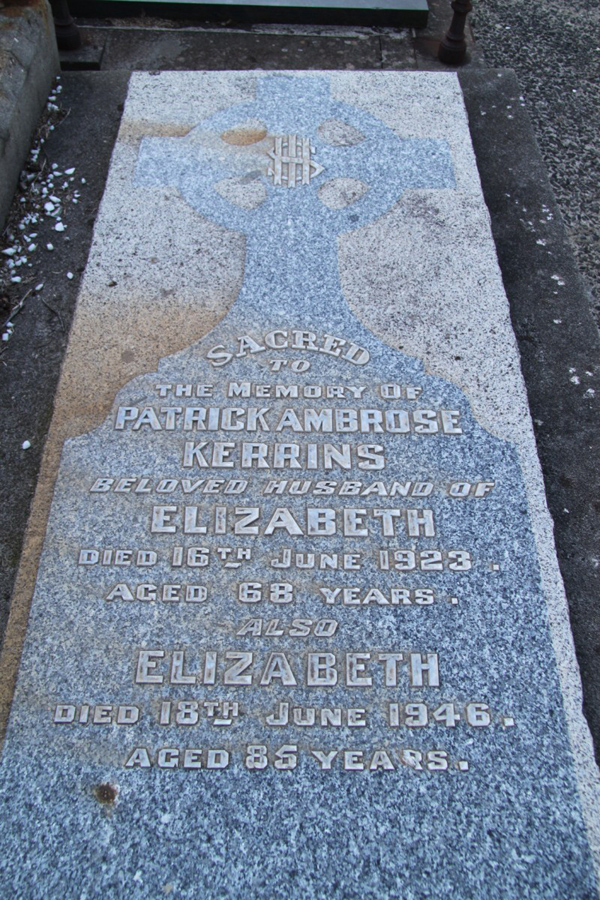 IHS
SACRED
TO
THE MEMORY OF
PATRICK AMBROSE
KERRINS
BELOVED HUSBAND OF
ELIZABETH
DIED 16TH JUNE 1923.
AGED 68 YEARS.
ALSO
ELIZABETH
DIED 18TH JUNE 1946.
AGED 85 YEARS.